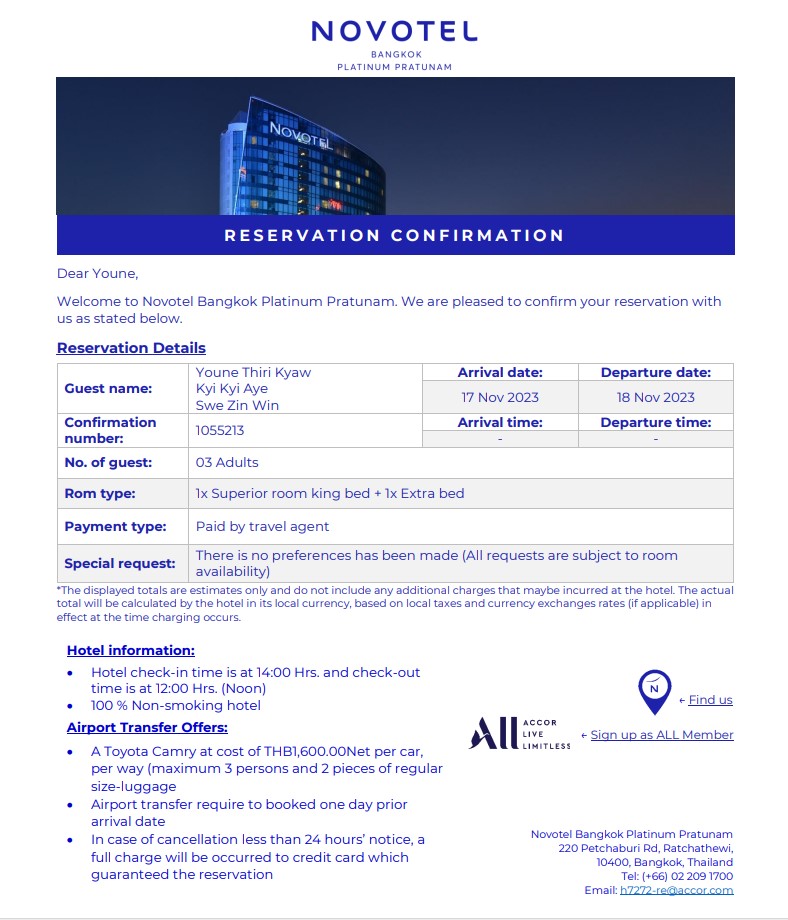 NOVOTEL
BANGKOK
PLATINUM PRATUNAM
NOVOTEL
RESERVATION CONFIRMATION
Dear Youne,
Welcome to Novotel Bangkok Platinum Pratunam. We are pleased to confirm your reservation with
us as stated below.
Reservation Details
Guest name:
Youne Thiri Kyaw
Kyi Kyi Aye
Swe Zin Win
Arrival date:
Departure date:
17 Nov 2023
18 Nov 2023
Confirmation
number:
1055213
Arrival time:
Departure time:
-
-
No. of guest:
03 Adults
Rom type:
1x Superior room king bed + 1x Extra bed
Payment type:
Paid by travel agent
Special request:
There is no preferences has been made (All requests are subject to room
availability)
*The displayed totals are estimates only and do not include any additional charges that maybe incurred at the hotel. The actual
total will be calculated by the hotel in its local currency, based on local taxes and currency exchanges rates (if applicable) in
effect at the time charging occurs.
Hotel information:
• Hotel check-in time is at 14:00 Hrs. and check-out
time is at 12:00 Hrs. (Noon)
• 100 % Non-smoking hotel
Airport Transfer Offers:
• A Toyota Camry at cost of THB1,600.00Net per car,
per way (maximum 3 persons and 2 pieces of regular
size-luggage
• Airport transfer require to booked one day prior
arrival date
• In case of cancellation less than 24 hours’ notice, a
full charge will be occurred to credit card which
guaranteed the reservation
N
← Find us
All
ACCOR
LIVE
LIMITLESS
← Sign up as ALL Member
Novotel Bangkok Platinum Pratunam
220 Petchaburi Rd, Ratchathewi,
10400, Bangkok, Thailand
Tel: (+66) 02 209 1700
Email: h7272-re@accor.com